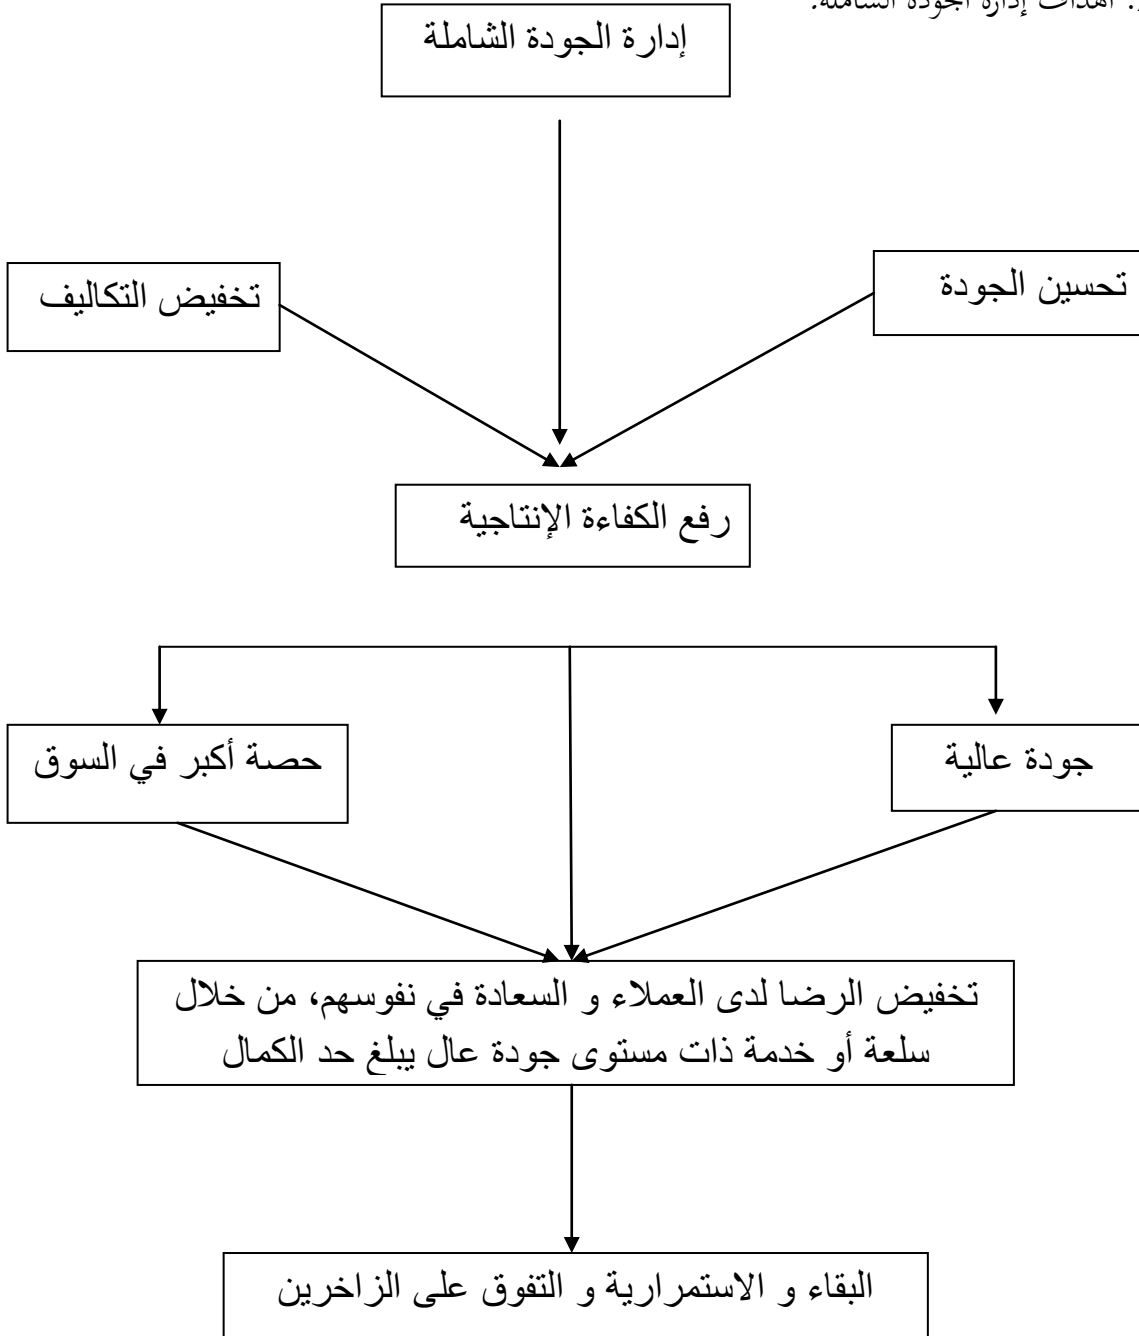 أهداف إدارة الجودة الشاملة.
إدارة الجودة الشاملة
تحسين الجودة
تخفيض التكاليف
رفع الكفاءة الإنتاجية
جودة عالية
حصة أكبر في السوق
تخفيض الرضا لدى العملاء و السعادة في نفوسهم، من خلال
سلعة أو خدمة ذات مستوى جودة عال يبلغ حد الكمال
البقاء و الاستمرارية و التفوق على الزاخرين